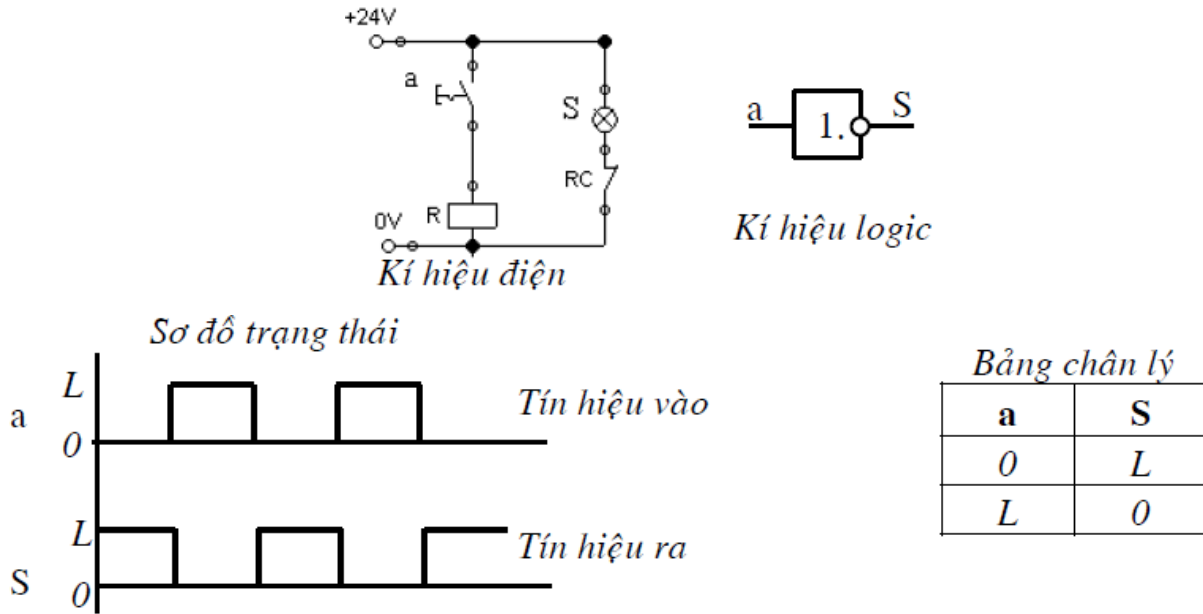 +24V
a
S
RC
0V
R
Kí hiệu điện
a
1.
S
Kí hiệu logic
Sơ đồ trạng thái
L
a
0
Tín hiệu vào
L
S
0
Tín hiệu ra
Bảng chân lý
a S
0 L
L 0